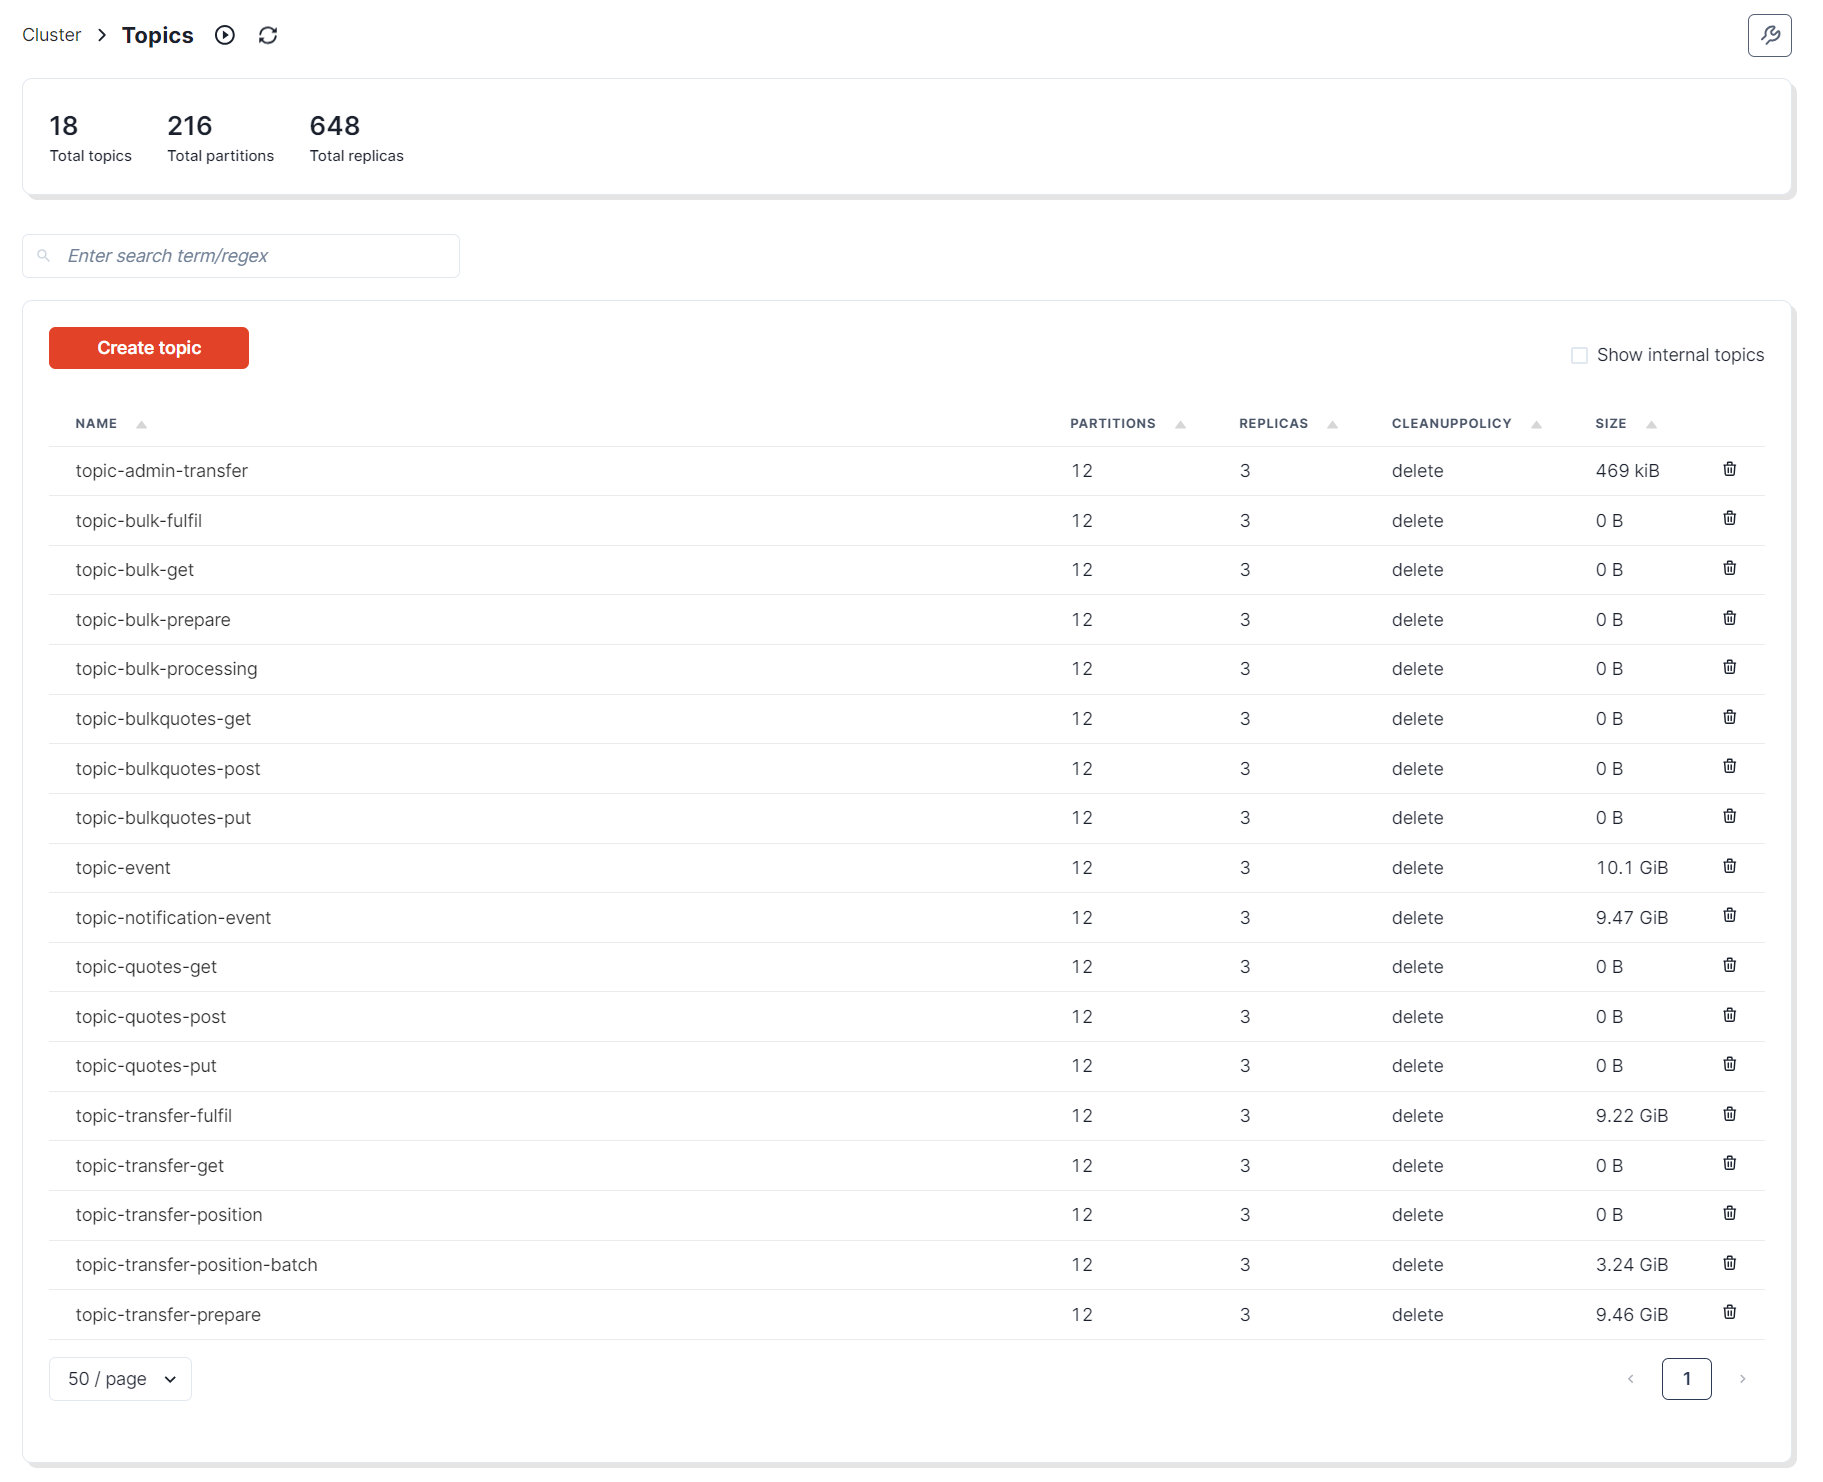 Cluster > Topics
18 216 648
Total topics Total partitions Total replicas
Enter search term/regex
Create topic
Show internal topics
NAME PARTITIONS REPLICAS CLEANUPPOLICY SIZE
topic-admin-transfer 12 3 delete 469 kiB
topic-bulk-fulfil 12 3 delete 0 B
topic-bulk-get 12 3 delete 0 B
topic-bulk-prepare 12 3 delete 0 B
topic-bulk-processing 12 3 delete 0 B
topic-bulkquotes-get 12 3 delete 0 B
topic-bulkquotes-post 12 3 delete 0 B
topic-bulkquotes-put 12 3 delete 0 B
topic-event 12 3 delete 10.1 GiB
topic-notification-event 12 3 delete 9.47 GiB
topic-quotes-get 12 3 delete 0 B
topic-quotes-post 12 3 delete 0 B
topic-quotes-put 12 3 delete 0 B
topic-transfer-fulfil 12 3 delete 9.22 GiB
topic-transfer-get 12 3 delete 0 B
topic-transfer-position 12 3 delete 0 B
topic-transfer-position-batch 12 3 delete 3.24 GiB
topic-transfer-prepare 12 3 delete 9.46 GiB
50 / page < 1 >